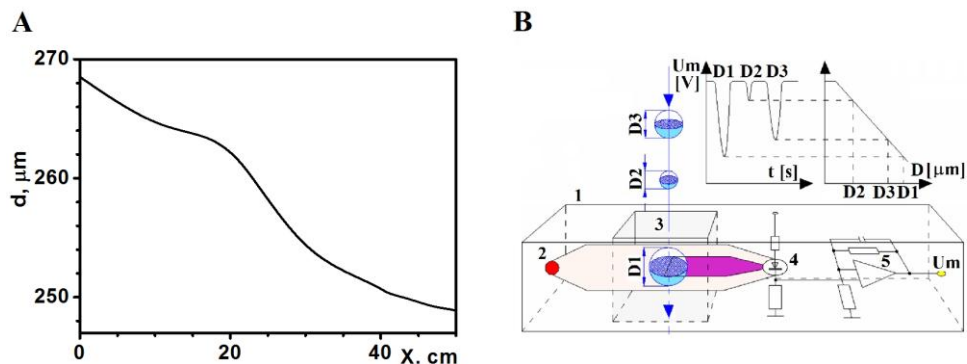 A
d, μm
270
260
250
0
20
40
X, cm
B
Um
[V]
D1 D2 D3
t [s]
D [μm]
D2 D3 D1
D3
D2
1
3
2
D1
4
5
Um